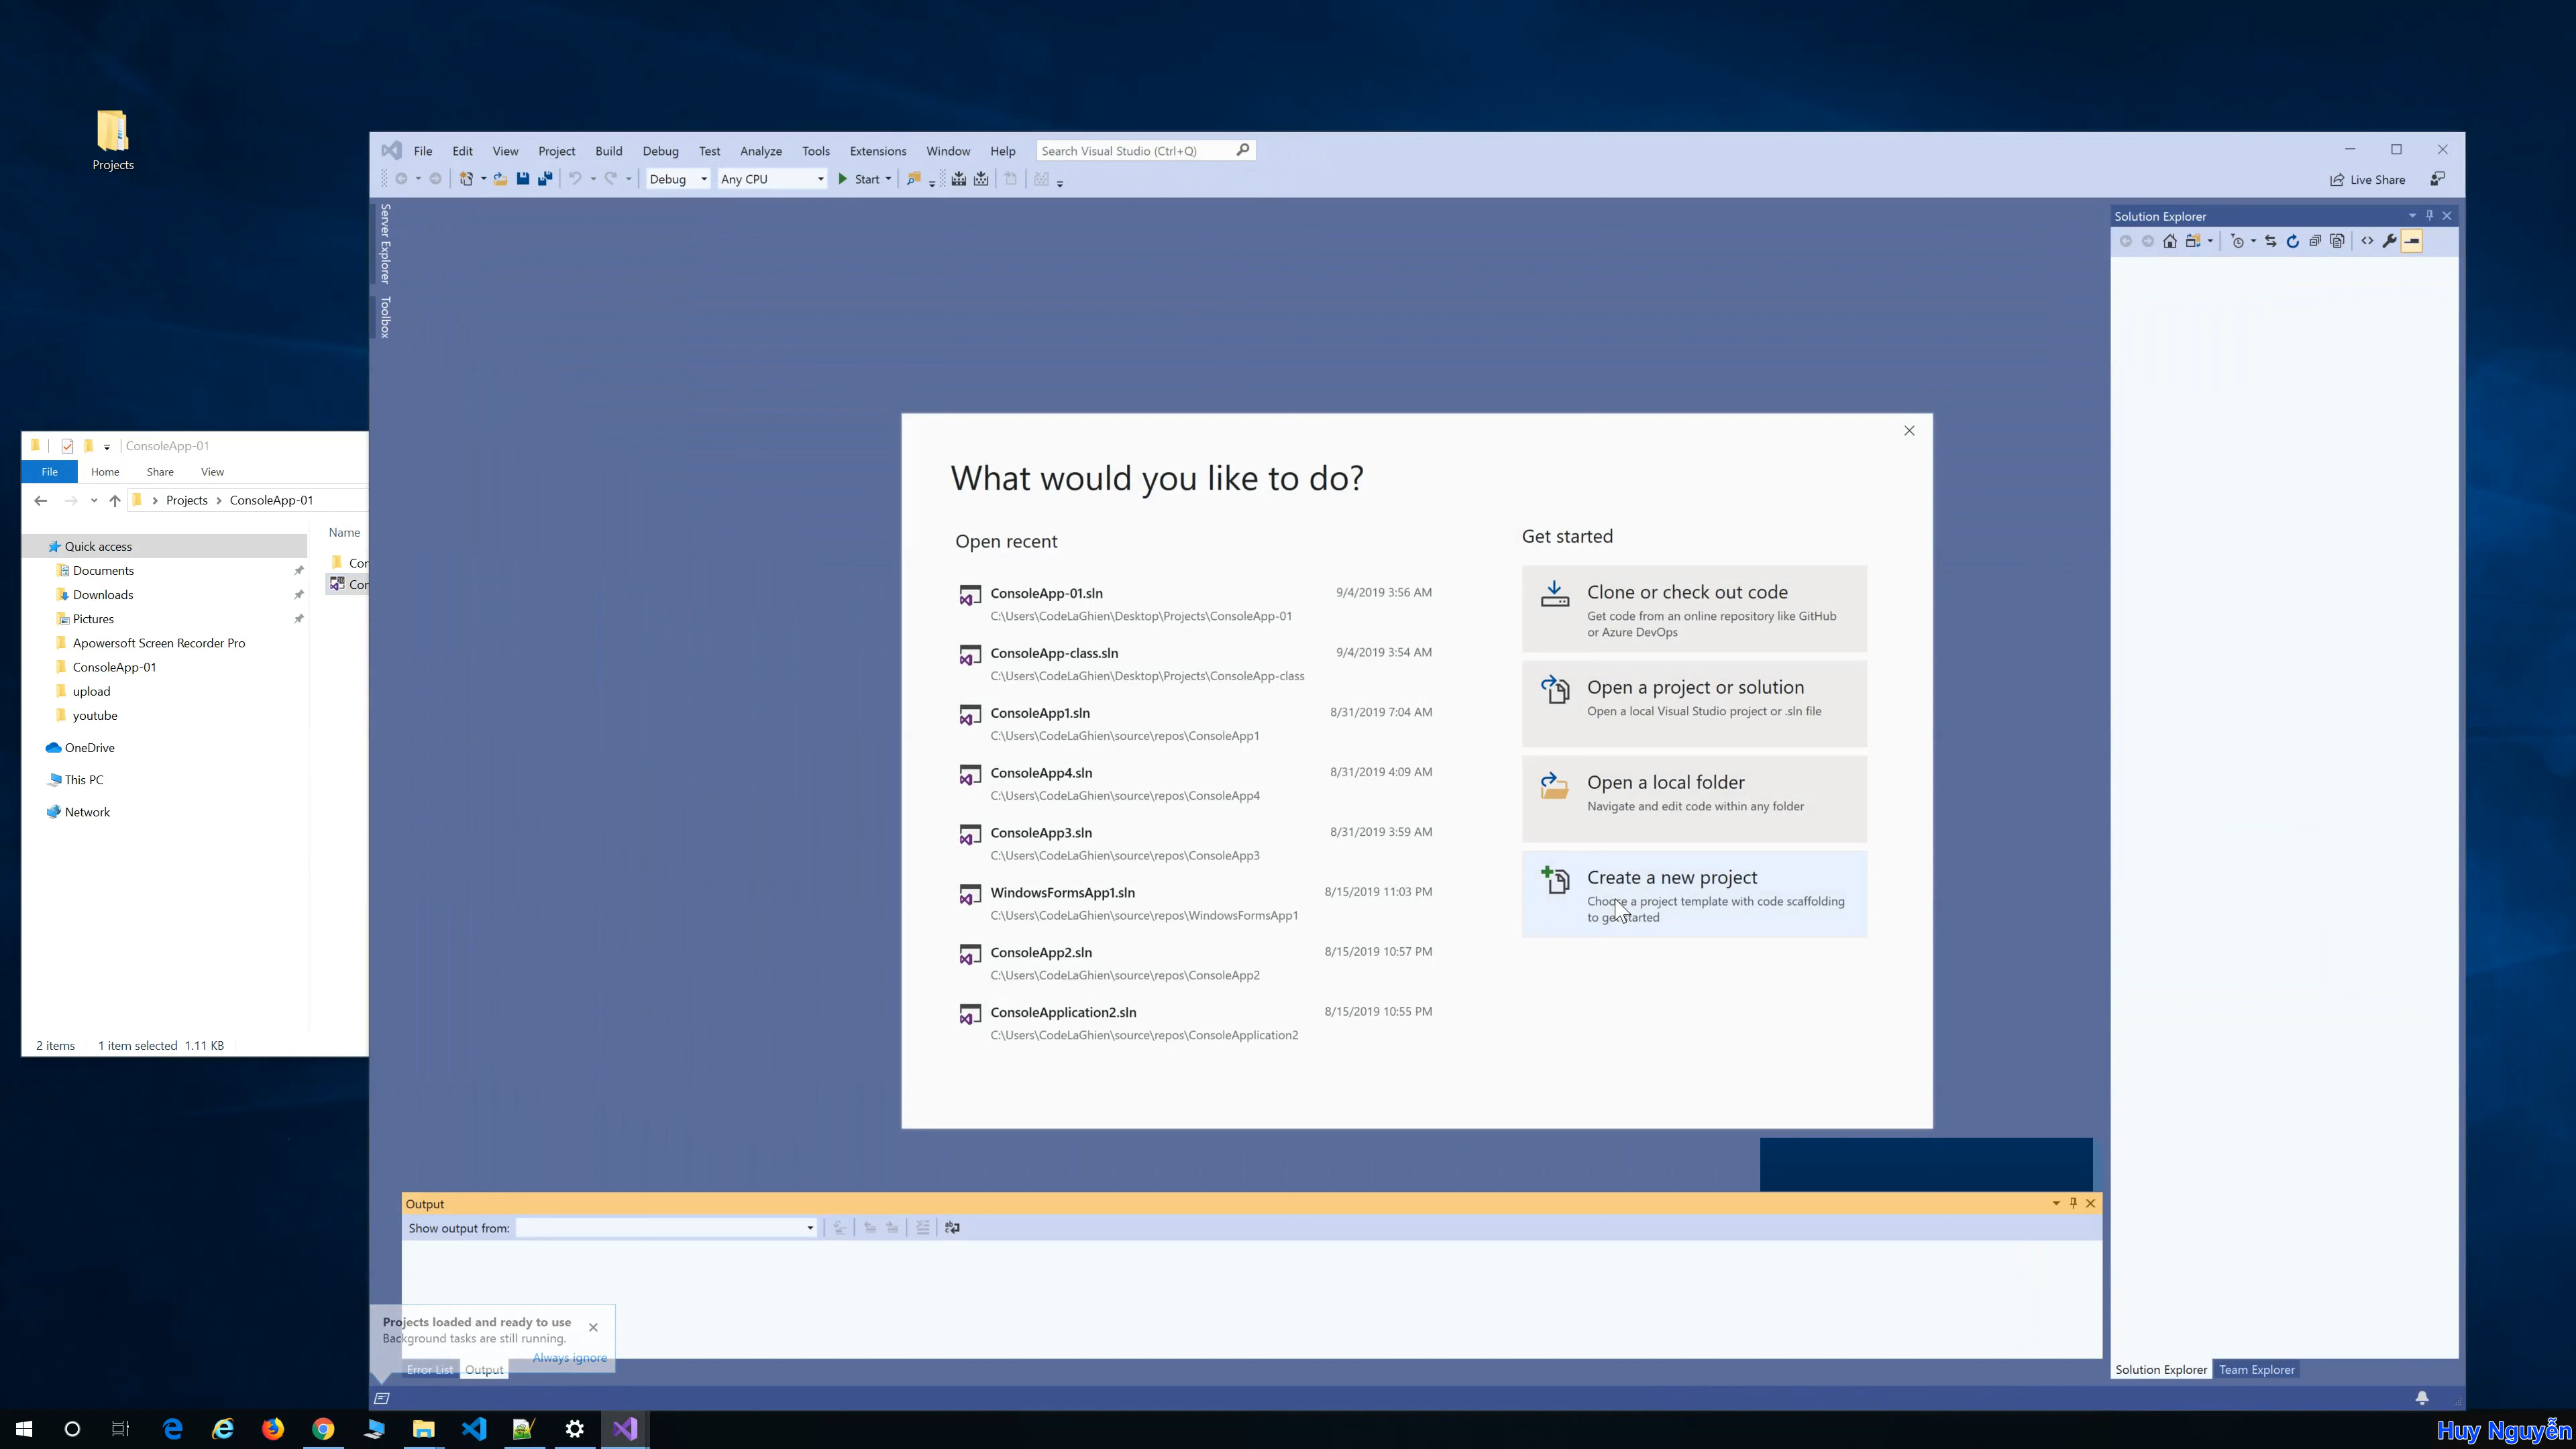 Projects
File Edit View Project Build Debug Test Analyze Tools Extensions Window Help Search Visual Studio (Ctrl+Q)
Debug Any CPU Start Live Share
Server Explorer
Toolbox
Solution Explorer
ConsoleApp-01
File Home Share View
Projects ConsoleApp-01
Name
Quick access
Documents
Downloads
Pictures
Apowersoft Screen Recorder Pro
ConsoleApp-01
upload
youtube
OneDrive
This PC
Network
Con
Con
2 items 1 item selected 1.11 KB
What would you like to do?
Open recent
ConsoleApp-01.sln 9/4/2019 3:56 AM
C:\Users\CodeLaGhien\Desktop\Projects\ConsoleApp-01
ConsoleApp-class.sln 9/4/2019 3:54 AM
C:\Users\CodeLaGhien\Desktop\Projects\ConsoleApp-class
ConsoleApp1.sln 8/31/2019 7:04 AM
C:\Users\CodeLaGhien\source\repos\ConsoleApp1
ConsoleApp4.sln 8/31/2019 4:09 AM
C:\Users\CodeLaGhien\source\repos\ConsoleApp4
ConsoleApp3.sln 8/31/2019 3:59 AM
C:\Users\CodeLaGhien\source\repos\ConsoleApp3
WindowsFormsApp1.sln 8/15/2019 11:03 PM
C:\Users\CodeLaGhien\source\repos\WindowsFormsApp1
ConsoleApp2.sln 8/15/2019 10:57 PM
C:\Users\CodeLaGhien\source\repos\ConsoleApp2
ConsoleApplication2.sln 8/15/2019 10:55 PM
C:\Users\CodeLaGhien\source\repos\ConsoleApplication2
Get started
Clone or check out code
Get code from an online repository like GitHub
or Azure DevOps
Open a project or solution
Open a local Visual Studio project or .sln file
Open a local folder
Navigate and edit code within any folder
Create a new project
Choose a project template with code scaffolding
to get started
Output
Show output from:
Projects loaded and ready to use
Background tasks are still running.
Always ignore
Error List Output
Solution Explorer Team Explorer
Huy Nguyễn